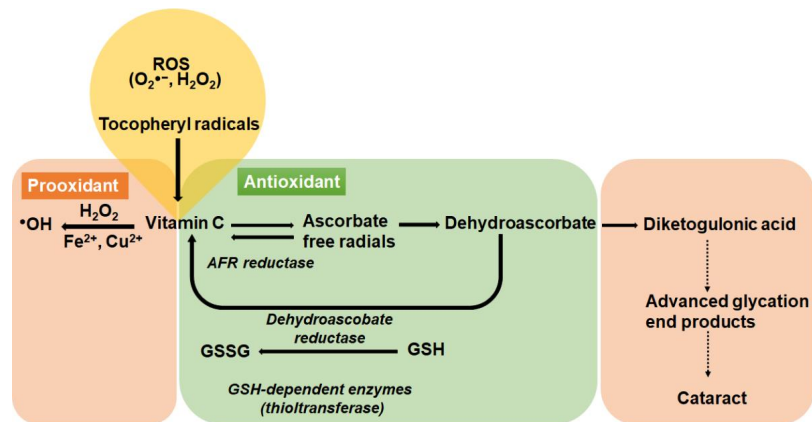 ROS
(O₂•⁻, H₂O₂)
Tocopheryl radicals
Prooxidant
Antioxidant
•OH
H₂O₂
Fe²⁺, Cu²⁺
Vitamin C
Ascorbate
free radials
Dehydroascorbate
Diketogulonic acid
AFR reductase
Advanced glycation
end products
Dehydroascobate
reductase
GSSG
GSH
GSH-dependent enzymes
(thioltransferase)
Cataract